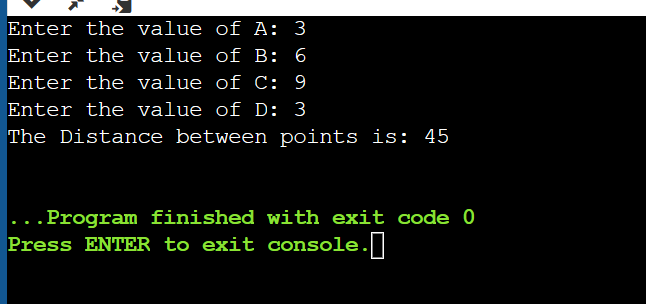 Enter the value of A: 3
Enter the value of B: 6
Enter the value of C: 9
Enter the value of D: 3
The Distance between points is: 45
...Program finished with exit code 0
Press ENTER to exit console.